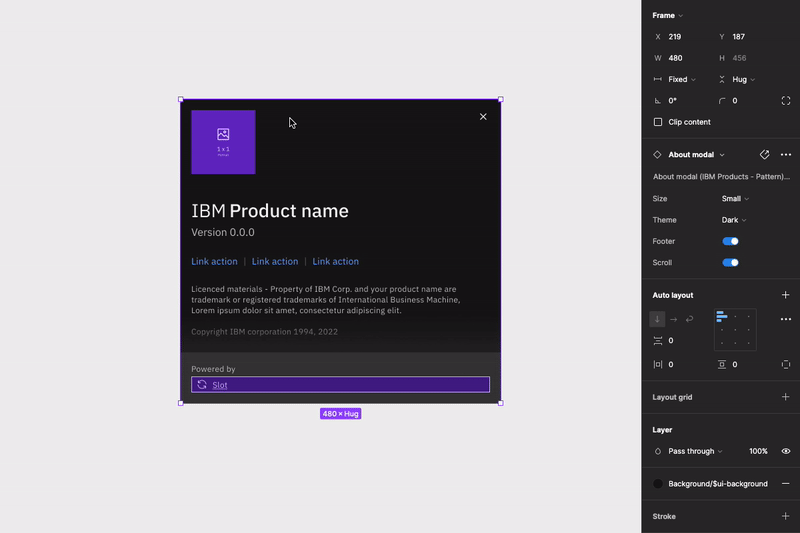 1 x 1
IBM Product name
Version 0.0.0
Link action | Link action | Link action
Licenced materials - Property of IBM Corp. and your product name are
trademark or registered trademarks of International Business Machine,
Lorem ipsum dolor sit amet, consectetur adipiscing elit.
Copyright IBM corporation 1994, 2022
Powered by
Slot
480 × Hug
Frame
X 219 Y 187
W 480 H 456
Fixed Hug
0° 0
Clip content
About modal
About modal (IBM Products - Pattern)...
Size Small
Theme Dark
Footer
Scroll
Auto layout
0
0 0
Layout grid
Layer
Pass through 100%
Background/$ui-background
Stroke